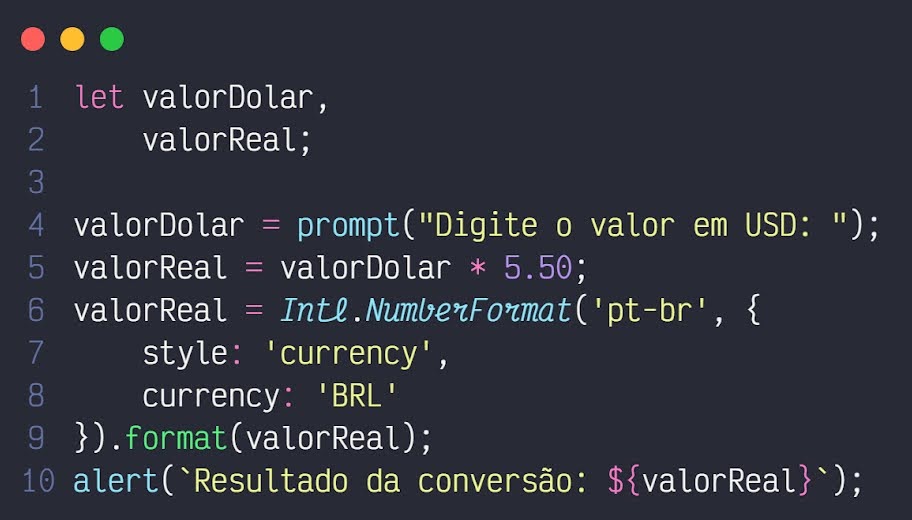 1 let valorDolar,
2     valorReal;
3
4 valorDolar = prompt("Digite o valor em USD: ");
5 valorReal = valorDolar * 5.50;
6 valorReal = Intl.NumberFormat('pt-br', {
7     style: 'currency',
8     currency: 'BRL'
9 }).format(valorReal);
10 alert(`Resultado da conversão: ${valorReal}`);